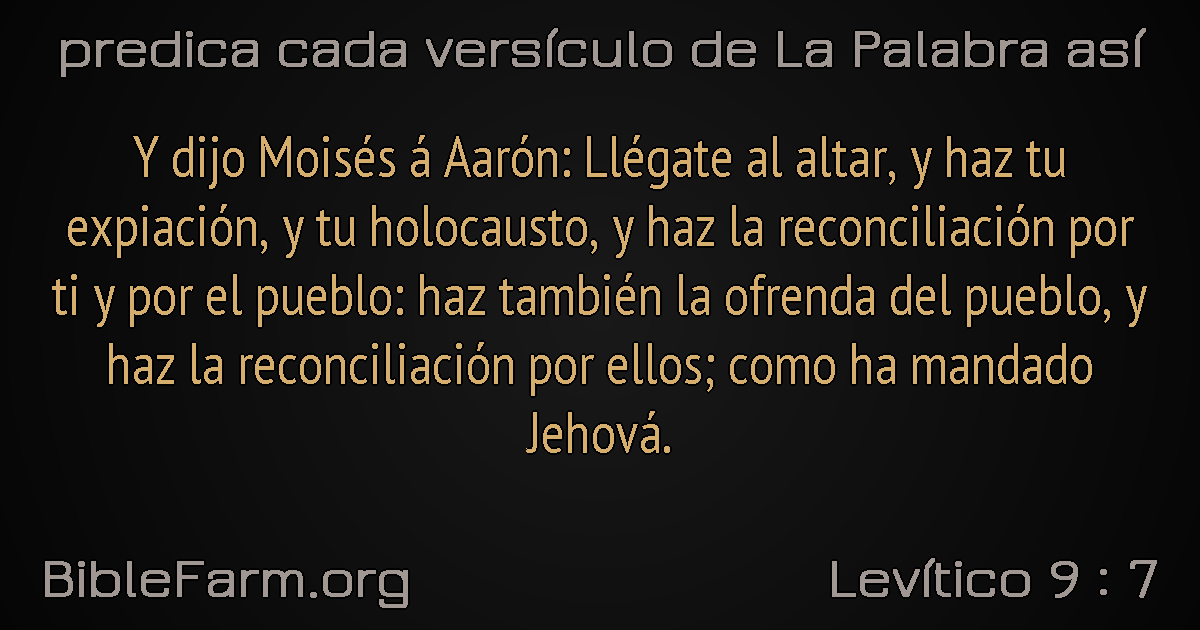 predica cada versículo de La Palabra así
Y dijo Moisés á Aarón: Llégate al altar, y haz tu
expiación, y tu holocausto, y haz la reconciliación por
ti y por el pueblo: haz también la ofrenda del pueblo, y
haz la reconciliación por ellos; como ha mandado
Jehová.
BibleFarm.org
Levítico 9 : 7